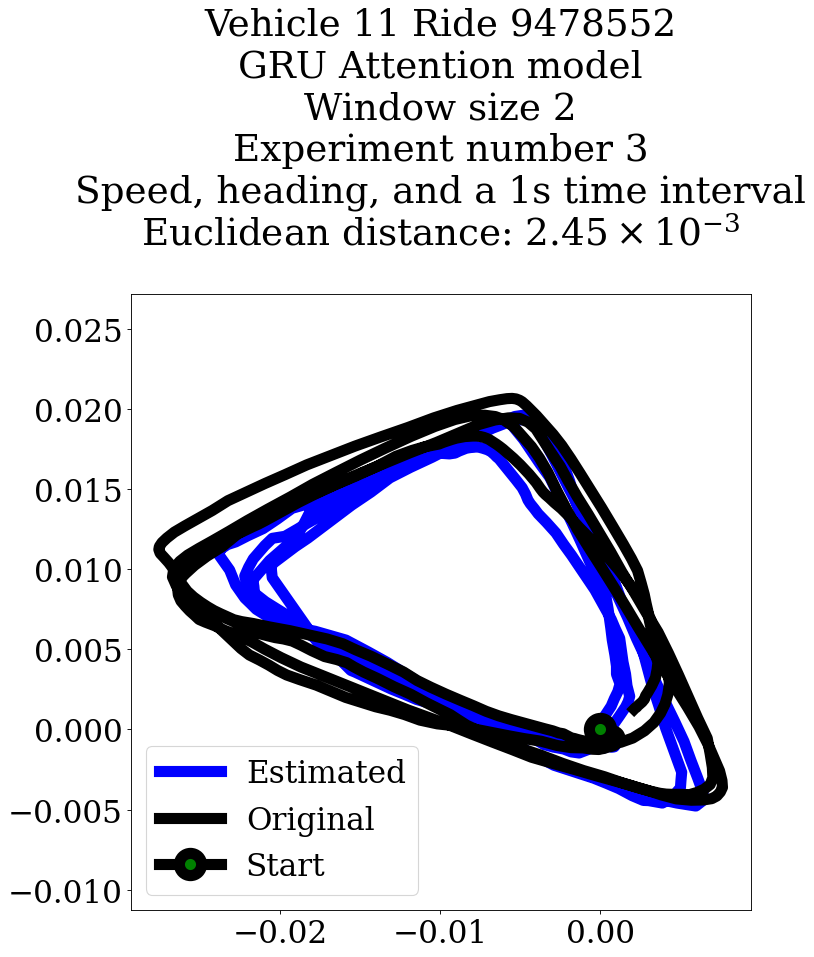 Vehicle 11 Ride 9478552
GRU Attention model
Window size 2
Experiment number 3
Speed, heading, and a 1s time interval
Euclidean distance: 2.45 × 10⁻³
0.025
0.020
0.015
0.010
0.005
0.000
−0.005
−0.010
Estimated
Original
Start
−0.02 −0.01 0.00